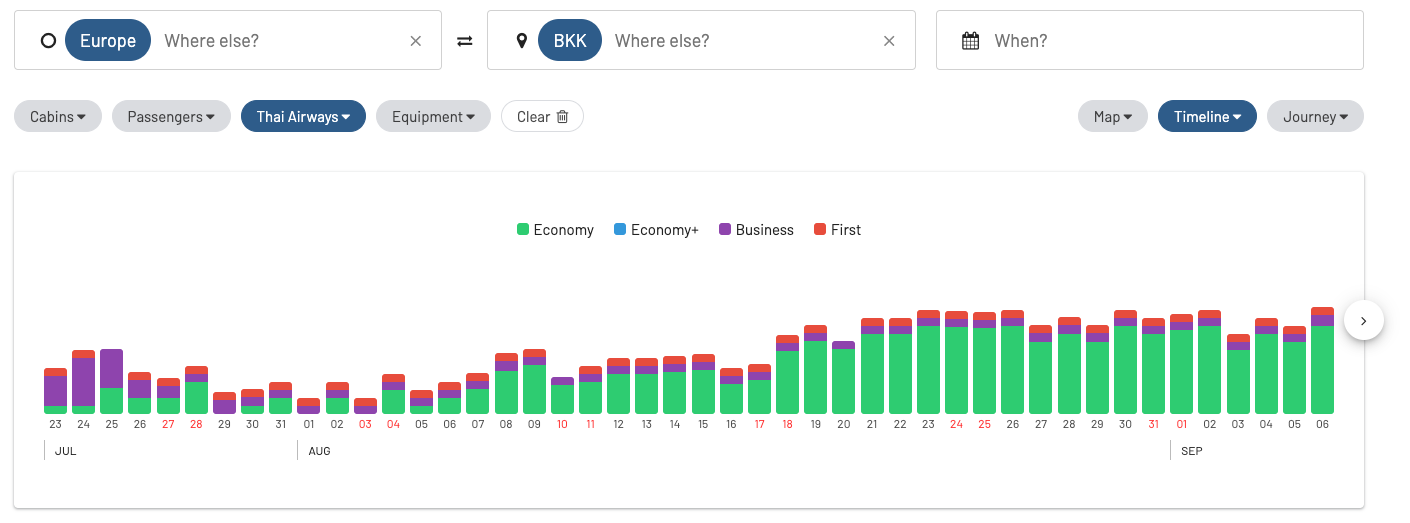 Europe Where else? BKK Where else? When?
Cabins Passengers Thai Airways Equipment Clear Map Timeline Journey
Economy Economy+ Business First
23 24 25 26 27 28 29 30 31 01 02 03 04 05 06 07 08 09 10 11 12 13 14 15 16 17 18 19 20 21 22 23 24 25 26 27 28 29 30 31 01 02 03 04 05 06
JUL AUG SEP